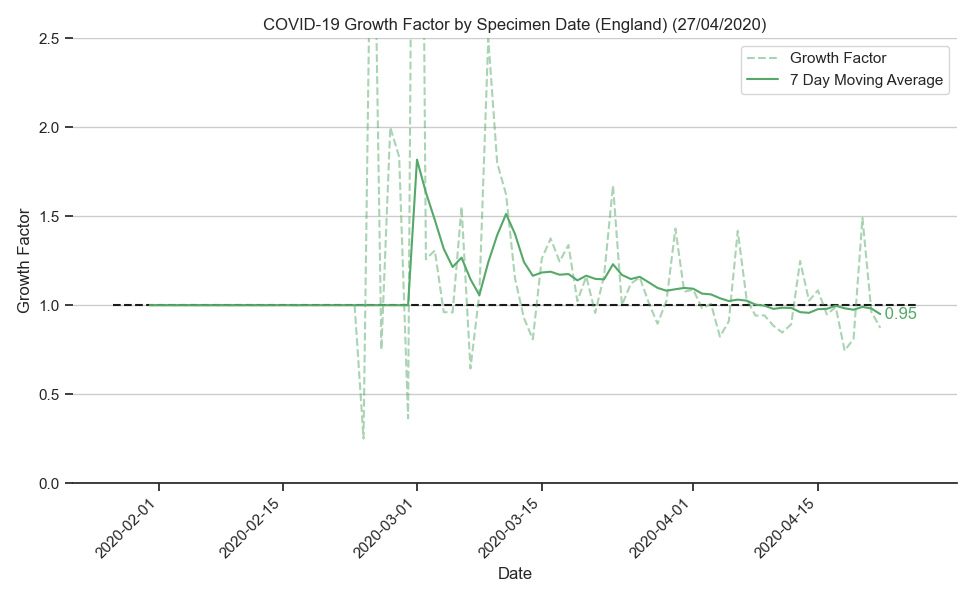 COVID-19 Growth Factor by Specimen Date (England) (27/04/2020)
Growth Factor
7 Day Moving Average
2.5
2.0
1.5
1.0
0.5
0.0
Growth Factor
0.95
2020-02-01
2020-02-15
2020-03-01
2020-03-15
2020-04-01
2020-04-15
Date